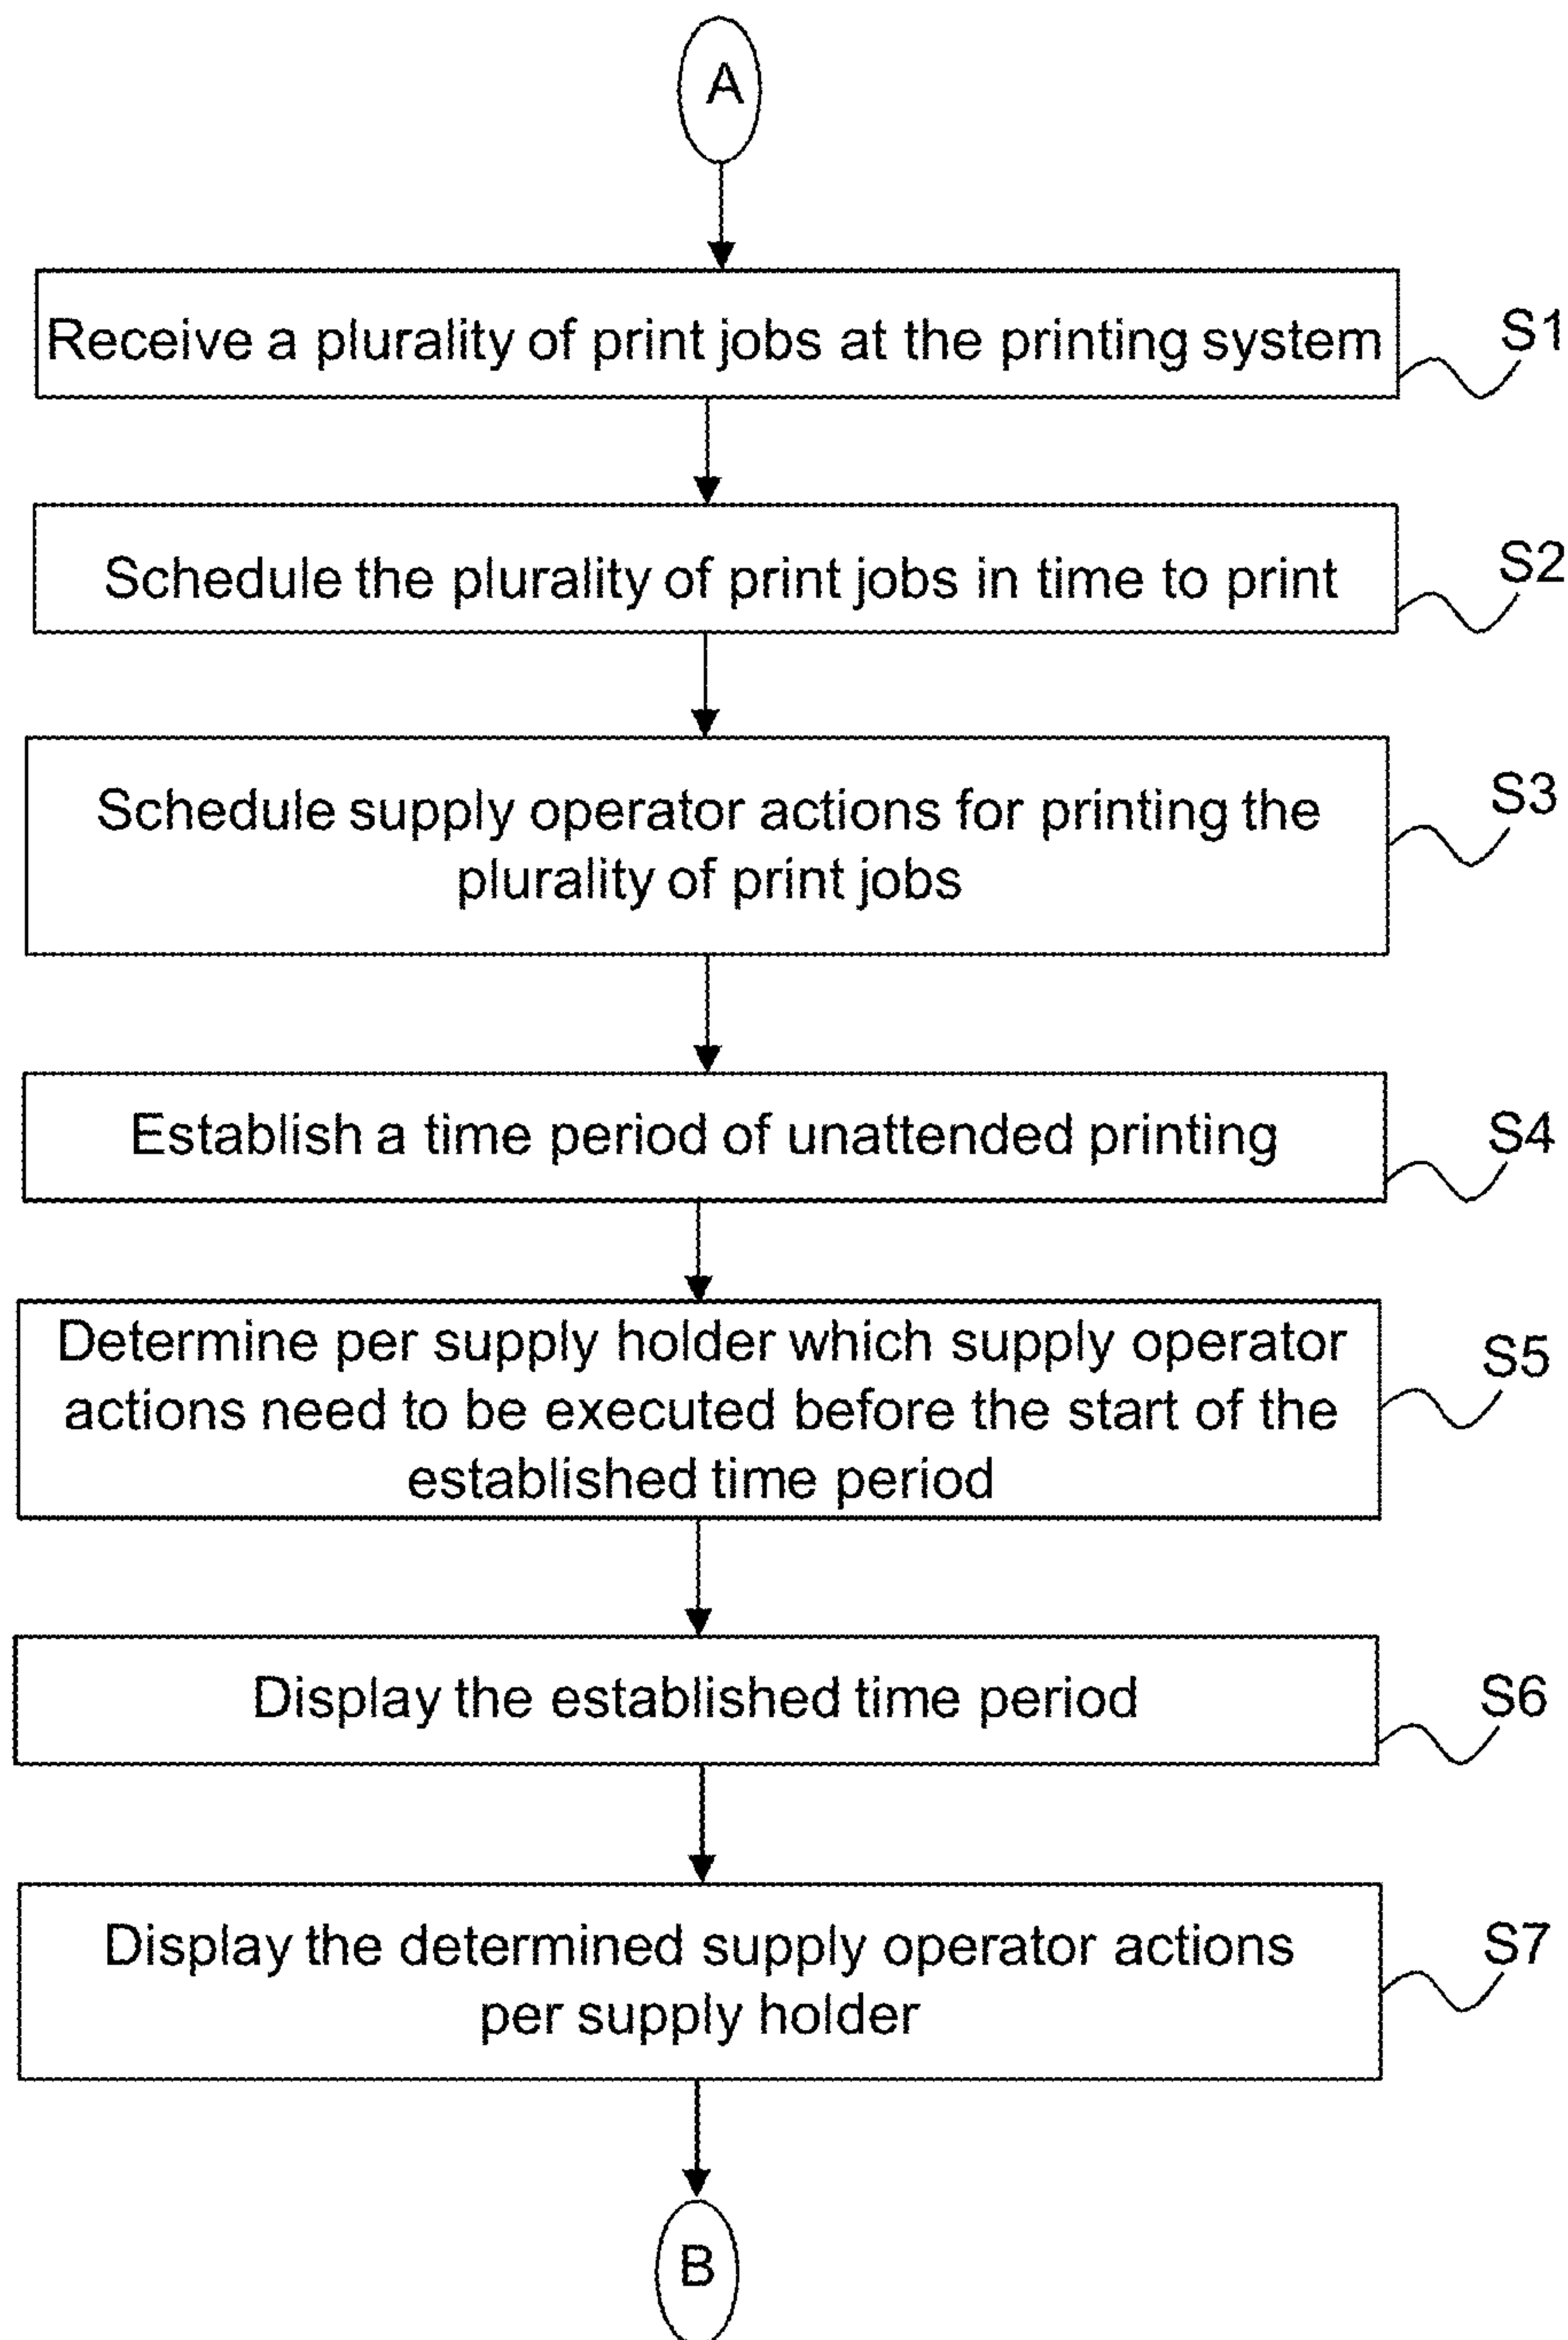 A
Receive a plurality of print jobs at the printing system
S1
Schedule the plurality of print jobs in time to print
S2
Schedule supply operator actions for printing the
plurality of print jobs
S3
Establish a time period of unattended printing
S4
Determine per supply holder which supply operator
actions need to be executed before the start of the
established time period
S5
Display the established time period
S6
Display the determined supply operator actions
per supply holder
S7
B